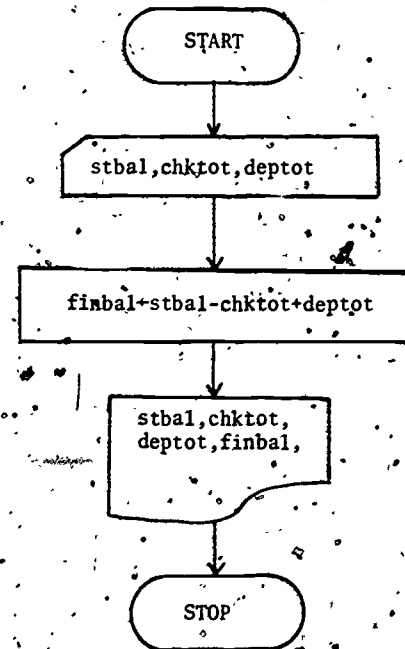 START
stbal,chktot,deptot
finbal←stbal-chktot+deptot
stbal,chktot,
deptot,finbal,
STOP